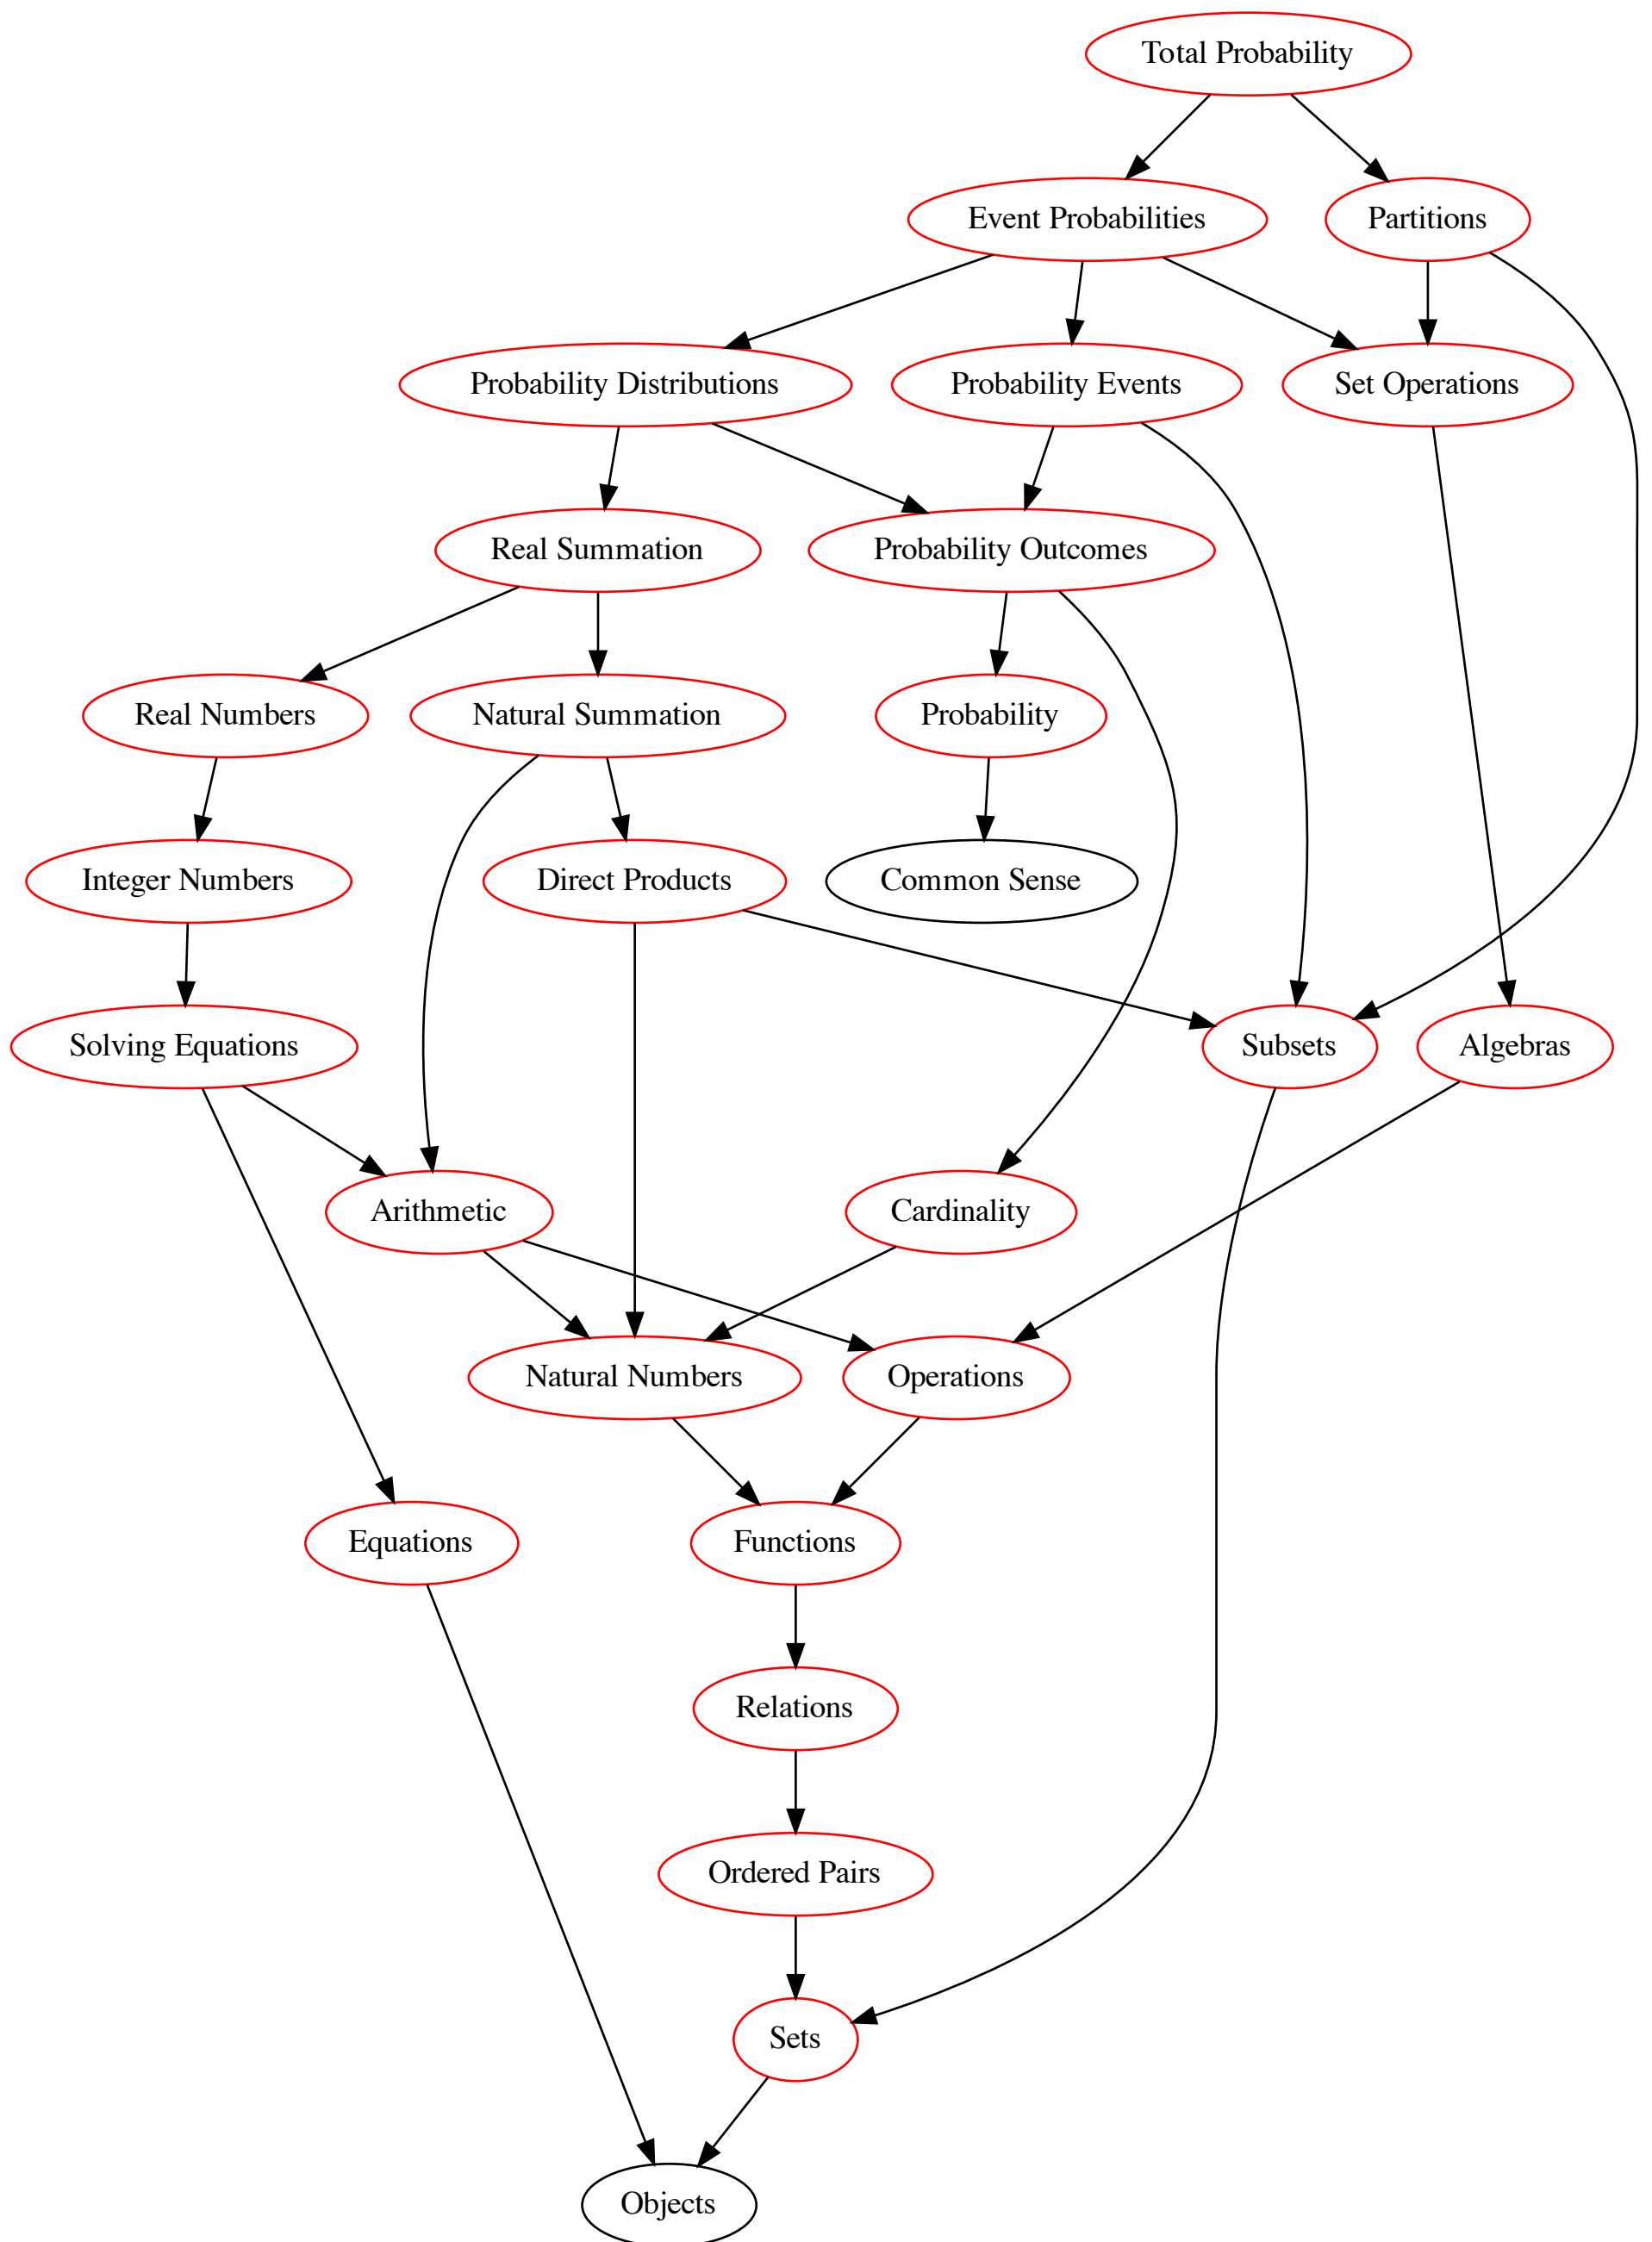 Total Probability
Event Probabilities
Partitions
Probability Distributions
Probability Events
Set Operations
Real Summation
Probability Outcomes
Real Numbers
Natural Summation
Probability
Integer Numbers
Direct Products
Common Sense
Solving Equations
Subsets
Algebras
Arithmetic
Cardinality
Natural Numbers
Operations
Equations
Functions
Relations
Ordered Pairs
Sets
Objects